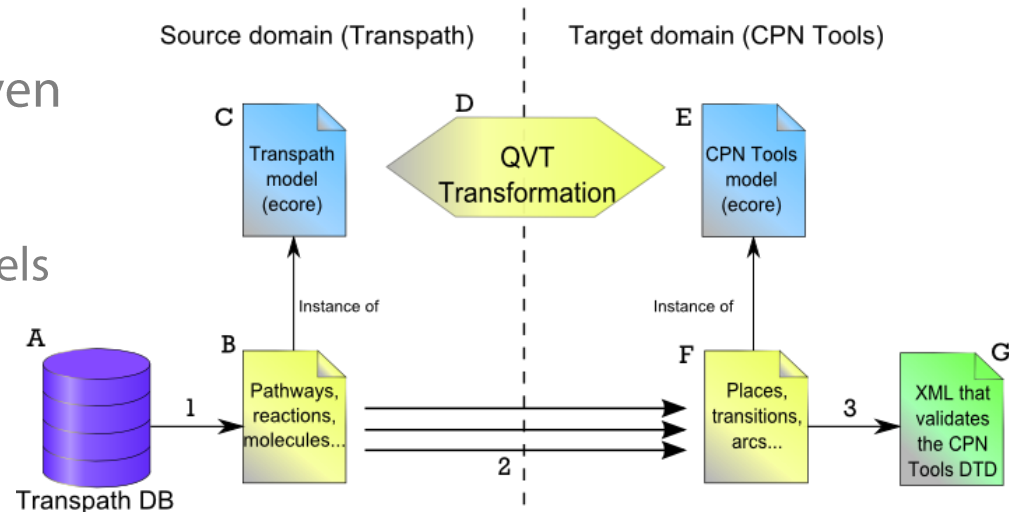 Source domain (Transpath)
Target domain (CPN Tools)
C
Transpath
model
(ecore)
D
QVT
Transformation
E
CPN Tools
model
(ecore)
Instance of
Instance of
A
Transpath DB
1
B
Pathways,
reactions,
molecules...
2
F
Places,
transitions,
arcs...
3
G
XML that
validates
the CPN
Tools DTD